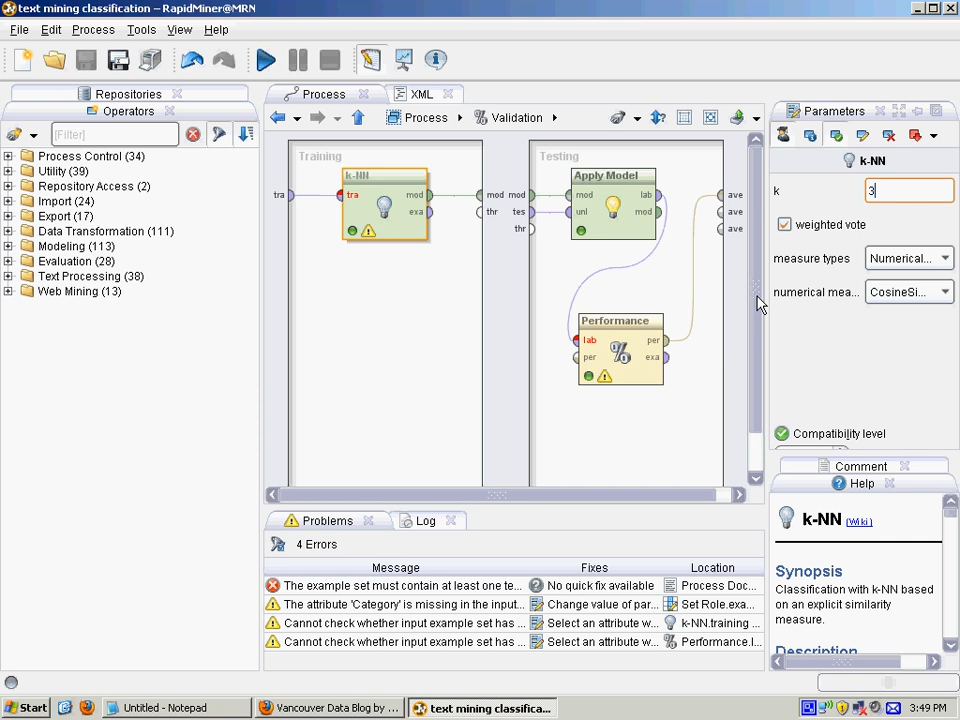 text mining classification – RapidMiner@MRN
File Edit Process Tools View Help
Repositories
Operators
[Filter]
Process Control (34)
Utility (39)
Repository Access (2)
Import (24)
Export (17)
Data Transformation (111)
Modeling (113)
Evaluation (28)
Text Processing (38)
Web Mining (13)
Process XML
Process Validation
Training
k-NN
tra tra mod mod
exa thr
Testing
Apply Model
mod mod lab ave
tes unl mod ave
thr ave
Performance
lab per
per exa
Parameters
k-NN
k 3
weighted vote
measure types Numerical...
numerical mea... CosineSi...
Compatibility level
Comment
Help
k-NN (Wiki)
Synopsis
Classification with k-NN based
on an explicit similarity
measure.
Description
Problems Log
4 Errors
Message Fixes Location
The example set must contain at least one te... No quick fix available Process Doc...
The attribute 'Category' is missing in the input... Change value of par... Set Role.exa...
Cannot check whether input example set has ... Select an attribute w... k-NN.training ...
Cannot check whether input example set has ... Select an attribute w... Performance.l...
Start Untitled - Notepad Vancouver Data Blog by ... text mining classifica... 3:49 PM